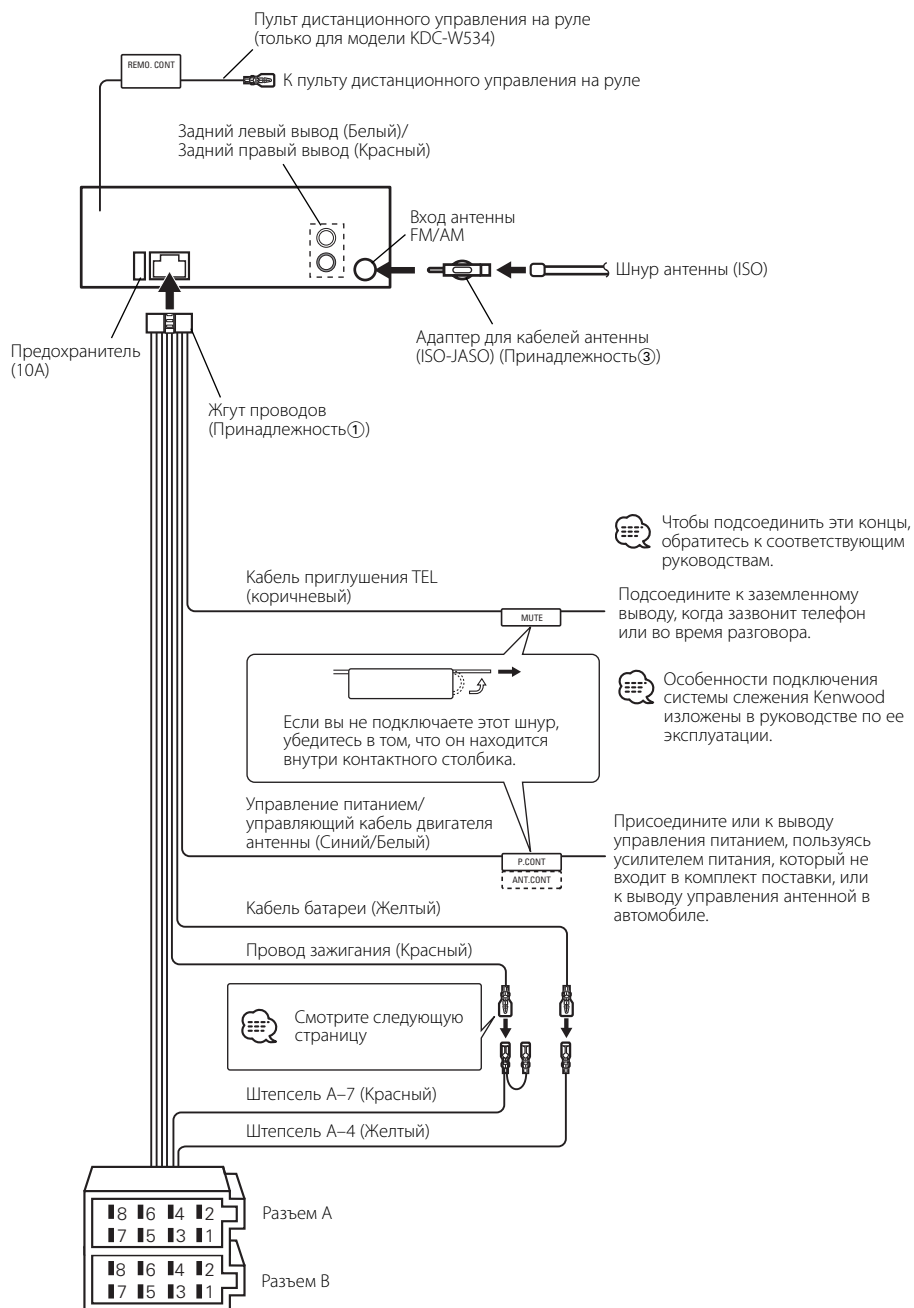 Пульт дистанционного управления на руле
(только для модели KDC-W534)
REMO. CONT
К пульту дистанционного управления на руле
Задний левый вывод (Белый)/
Задний правый вывод (Красный)
Вход антенны
FM/AM
Шнур антенны (ISO)
Адаптер для кабелей антенны
(ISO-JASO) (Принадлежность③)
Предохранитель
(10A)
Жгут проводов
(Принадлежность①)
Чтобы подсоединить эти концы,
обратитесь к соответствующим
руководствам.
Кабель приглушения TEL
(коричневый)
MUTE
Подсоедините к заземленному
выводу, когда зазвонит телефон
или во время разговора.
Если вы не подключаете этот шнур,
убедитесь в том, что он находится
внутри контактного столбика.
Особенности подключения
системы слежения Kenwood
изложены в руководстве по ее
эксплуатации.
Управление питанием/
управляющий кабель двигателя
антенны (Синий/Белый)
P.CONT
ANT.CONT
Присоедините или к выводу
управления питанием, пользуясь
усилителем питания, который не
входит в комплект поставки, или
к выводу управления антенной в
автомобиле.
Кабель батареи (Желтый)
Провод зажигания (Красный)
Смотрите следующую
страницу
Штепсель A–7 (Красный)
Штепсель A–4 (Желтый)
8 6 4 2
7 5 3 1
Разъем A
8 6 4 2
7 5 3 1
Разъем B